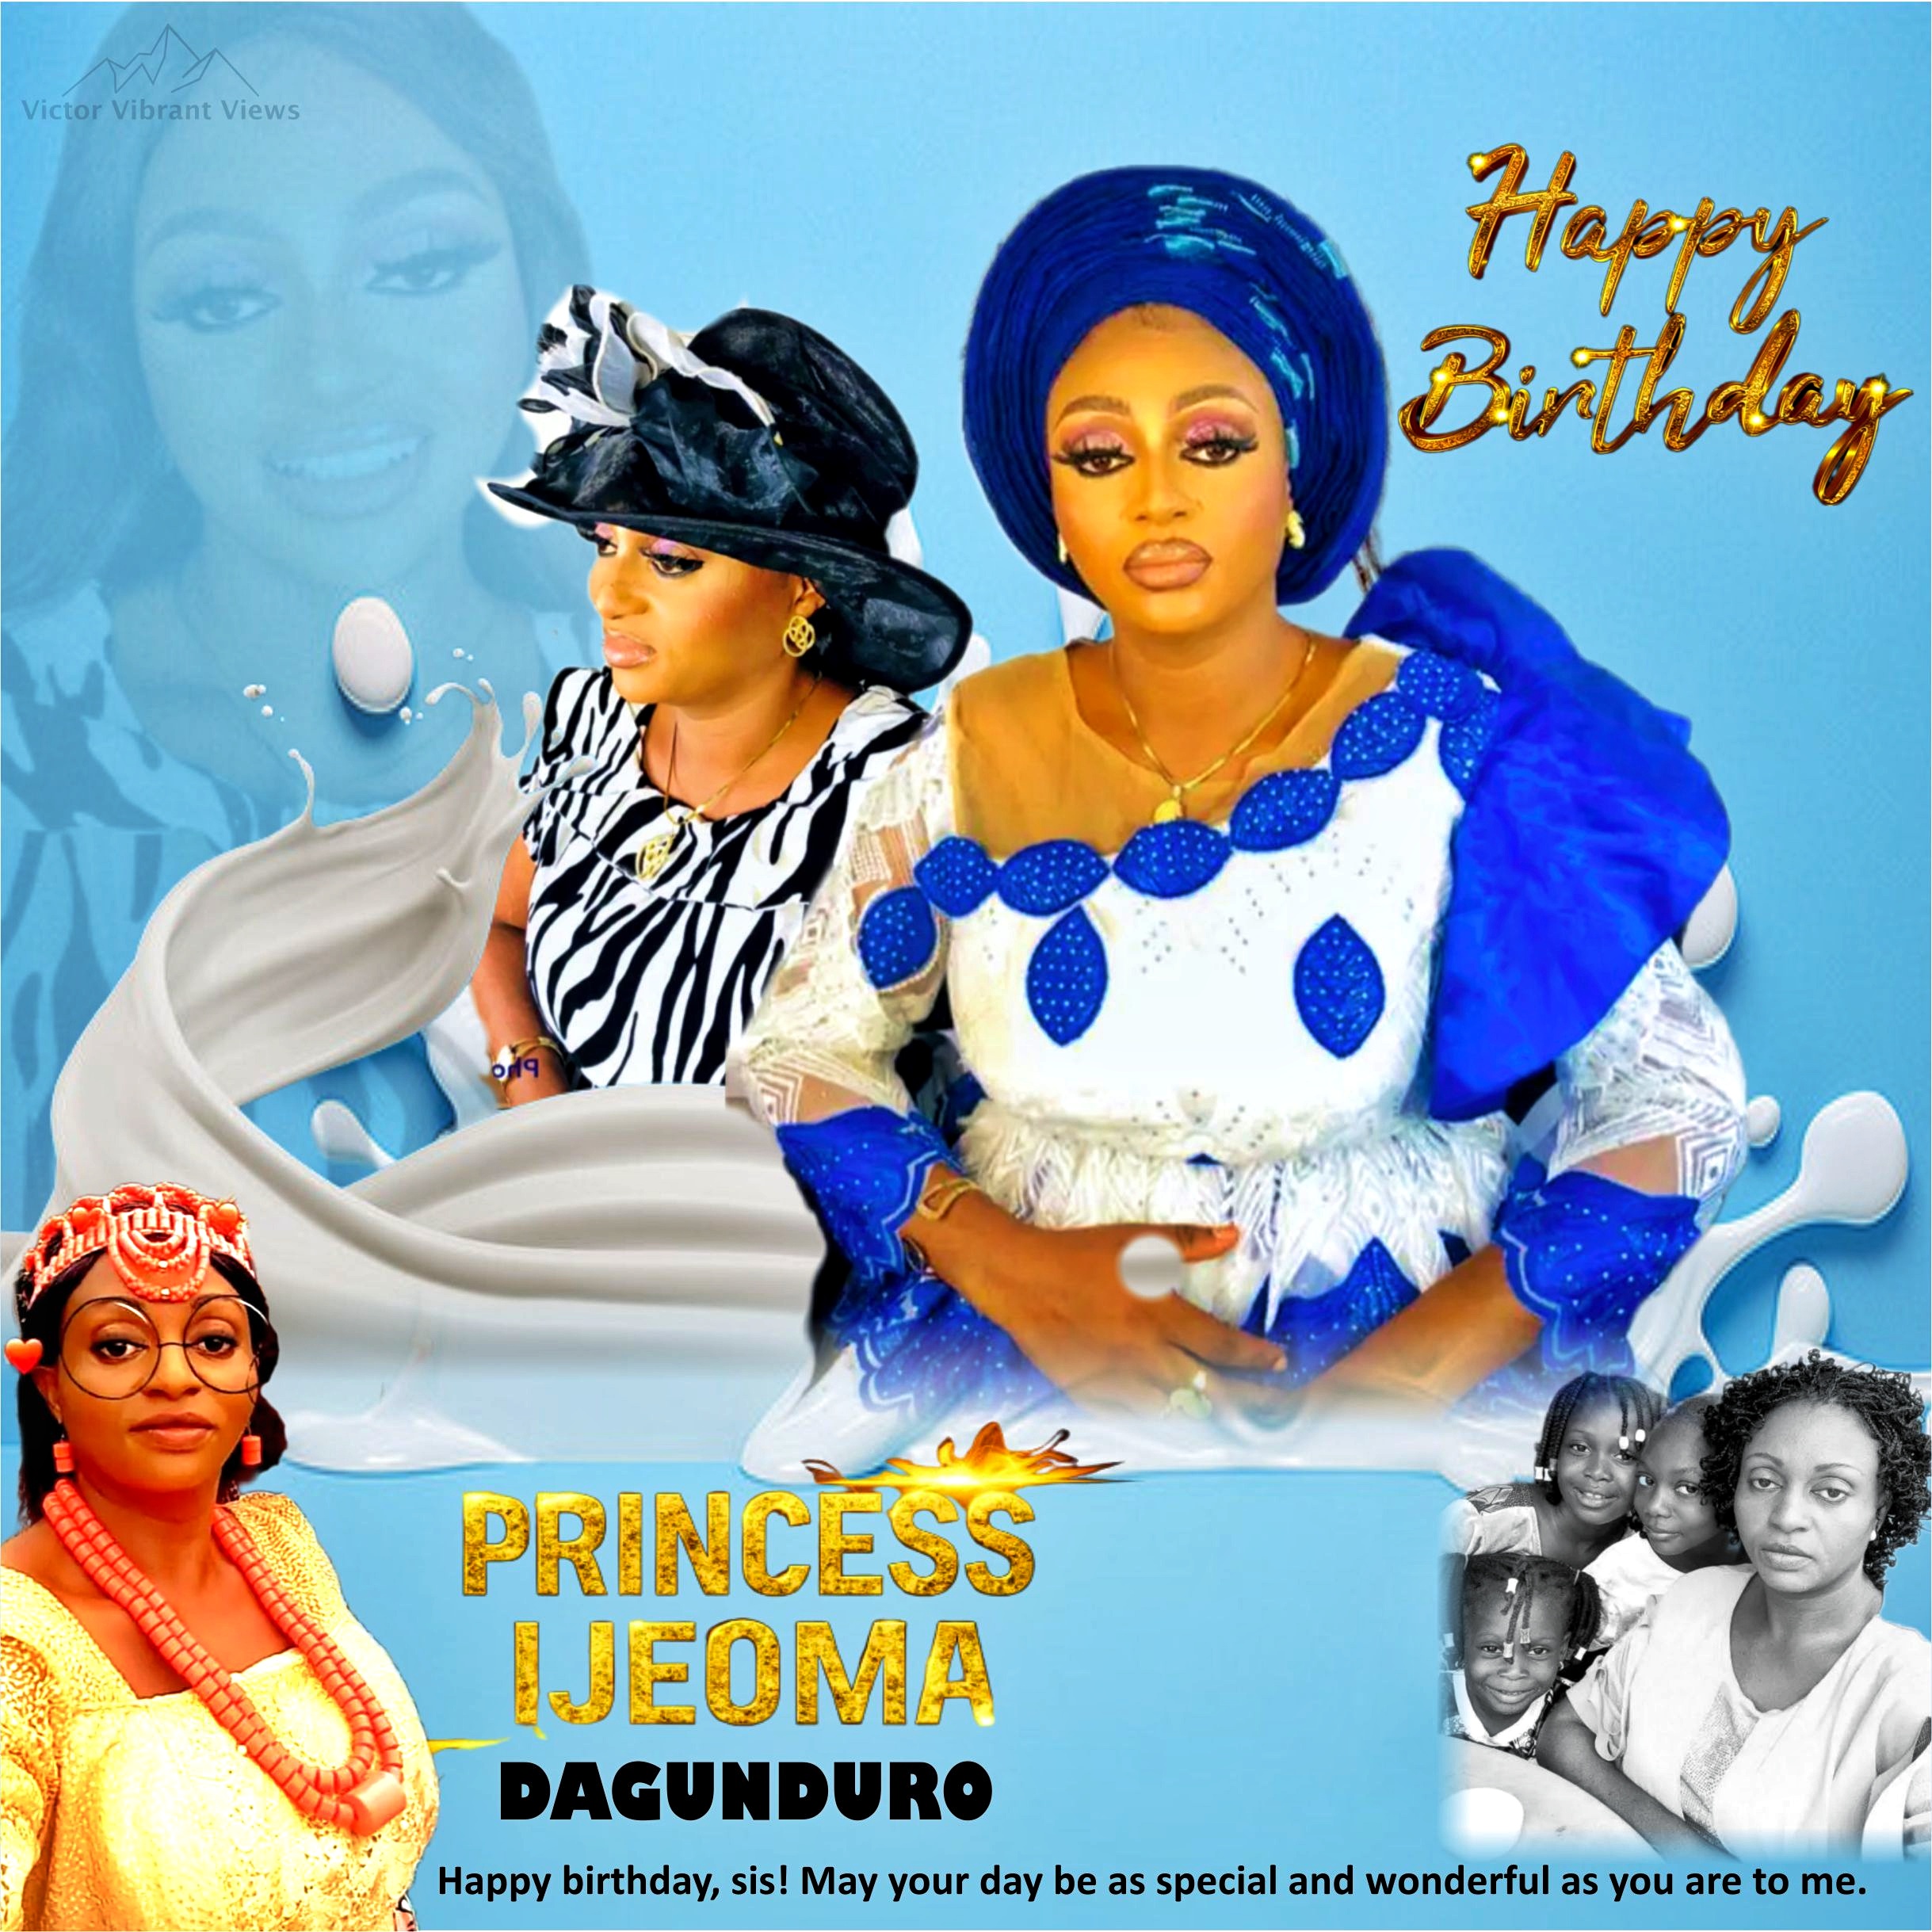 Victor Vibrant Views
Happy
Birthday
Pho
PRINCESS
IJEOMA
DAGUNDURO
Happy birthday, sis! May your day be as special and wonderful as you are to me.